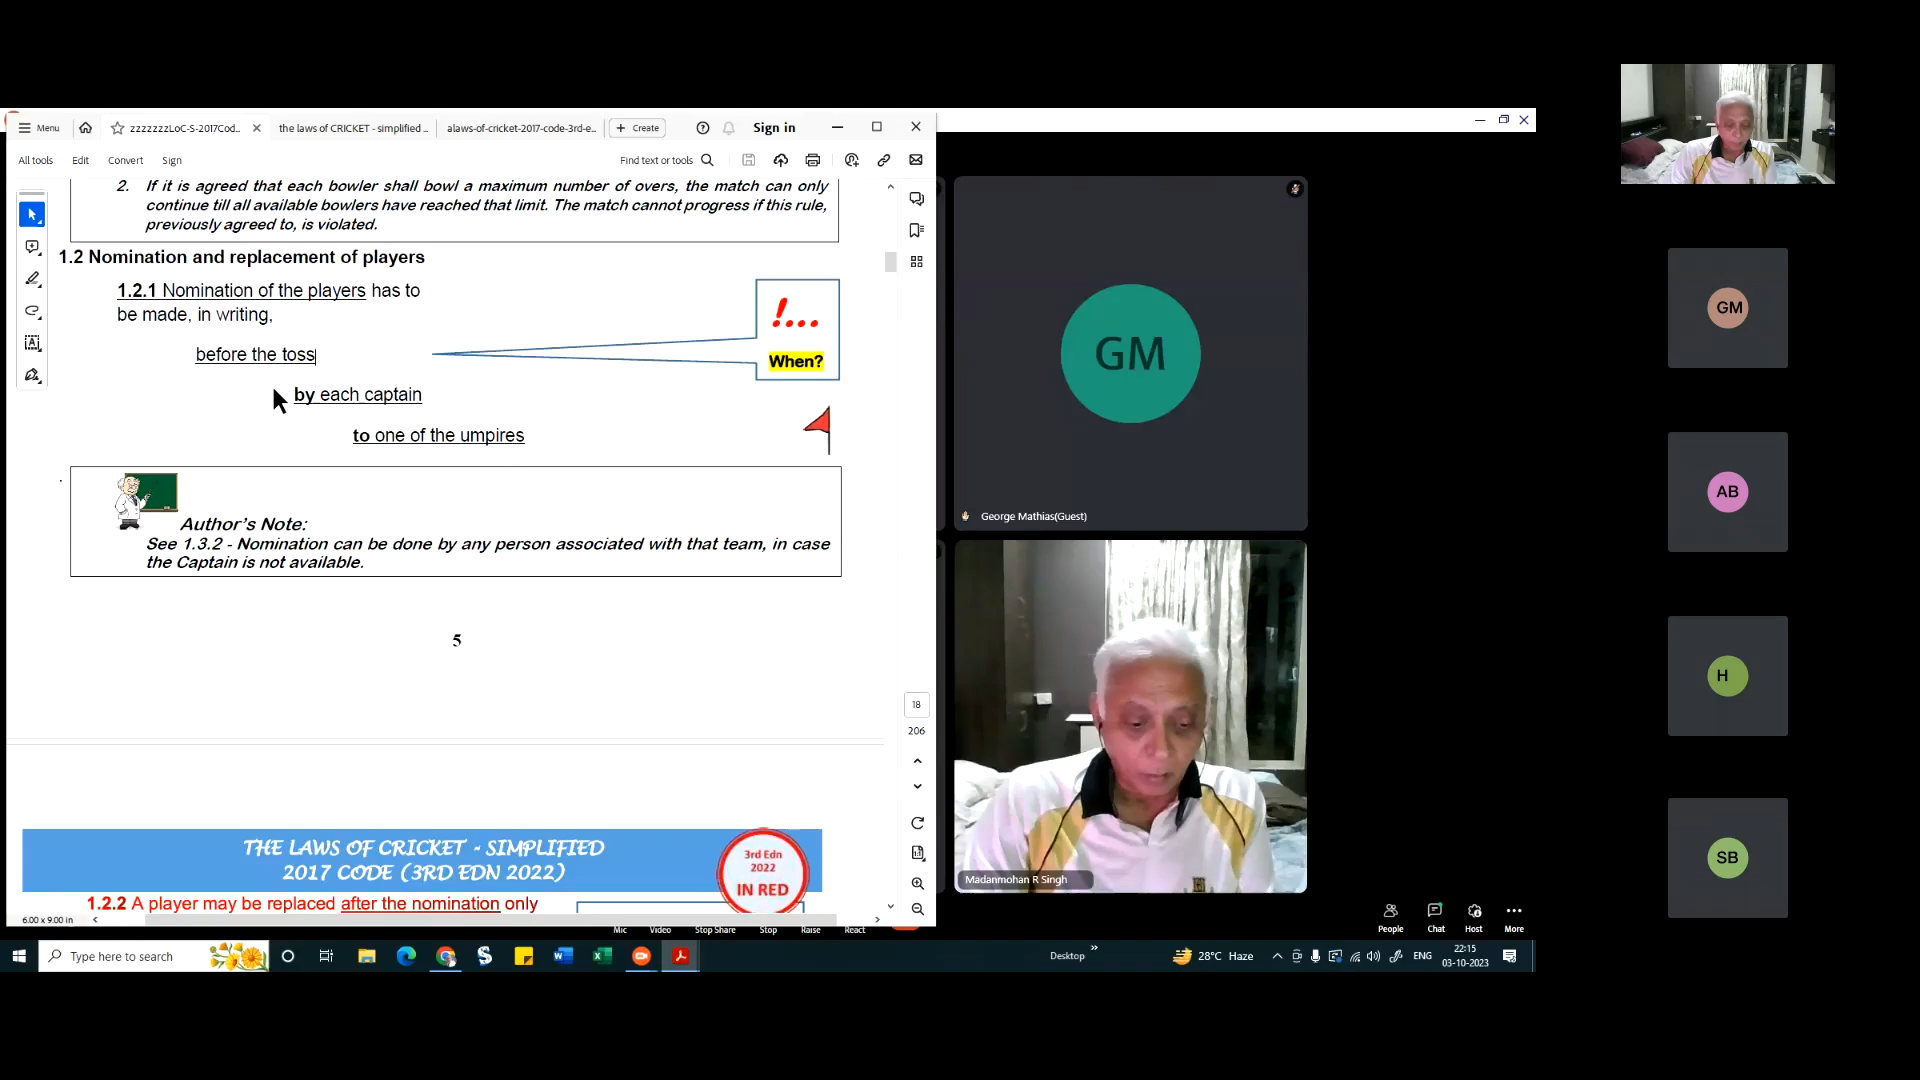 Menu
zzzzzzzLoC-S-2017Cod...
the laws of CRICKET - simplified ...
alaws-of-cricket-2017-code-3rd-e...
Create
Sign in
All tools
Edit
Convert
Sign
Find text or tools
2. If it is agreed that each bowler shall bowl a maximum number of overs, the match can only
continue till all available bowlers have reached that limit. The match cannot progress if this rule,
previously agreed to, is violated.
1.2 Nomination and replacement of players
1.2.1 Nomination of the players has to
be made, in writing,
!...
before the toss
When?
by each captain
to one of the umpires
Author's Note:
See 1.3.2 - Nomination can be done by any person associated with that team, in case
the Captain is not available.
5
18
206
THE LAWS OF CRICKET - SIMPLIFIED
2017 CODE (3RD EDN 2022)
3rd Edn
2022
IN RED
1.2.2 A player may be replaced after the nomination only
6.00 x 9.00 in
GM
George Mathias(Guest)
Madanmohan R Singh
GM
AB
H
SB
Mic
Video
Stop Share
Stop
Raise
React
People
Chat
Host
More
Type here to search
Desktop
28°C Haze
ENG
22:15
03-10-2023